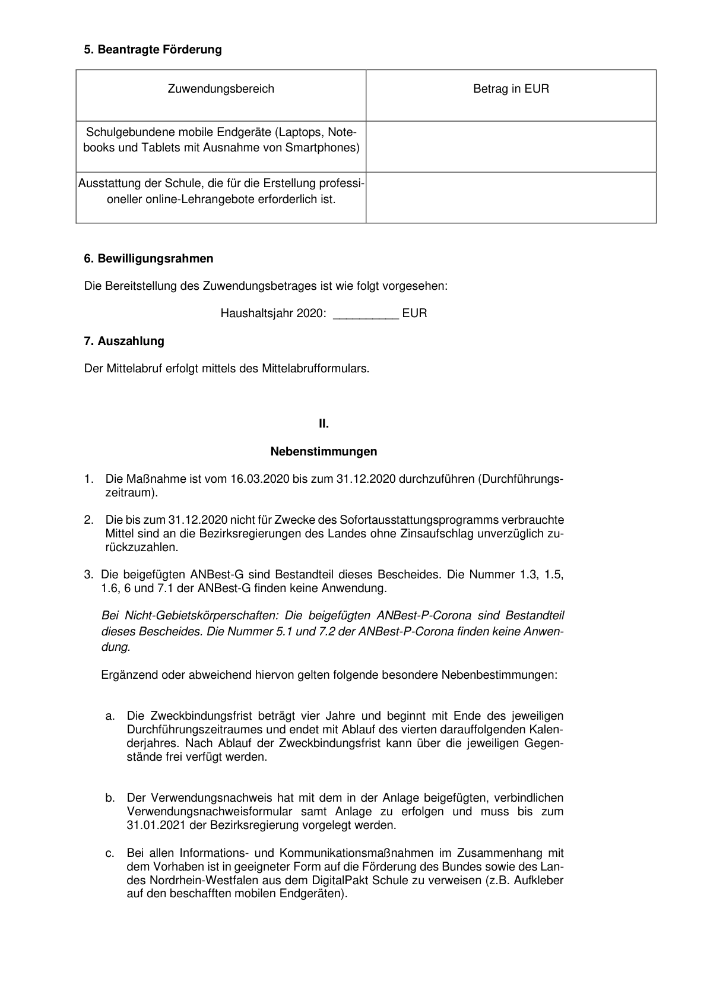 5. Beantragte Förderung
Zuwendungsbereich
Betrag in EUR
Schulgebundene mobile Endgeräte (Laptops, Note-
books und Tablets mit Ausnahme von Smartphones)
Ausstattung der Schule, die für die Erstellung professi-
oneller online-Lehrangebote erforderlich ist.
6. Bewilligungsrahmen
Die Bereitstellung des Zuwendungsbetrages ist wie folgt vorgesehen:
Haushaltsjahr 2020: __________ EUR
7. Auszahlung
Der Mittelabruf erfolgt mittels des Mittelabrufformulars.
II.
Nebenstimmungen
1. Die Maßnahme ist vom 16.03.2020 bis zum 31.12.2020 durchzuführen (Durchführungs-
zeitraum).
2. Die bis zum 31.12.2020 nicht für Zwecke des Sofortausstattungsprogramms verbrauchte
Mittel sind an die Bezirksregierungen des Landes ohne Zinsaufschlag unverzüglich zu-
rückzuzahlen.
3. Die beigefügten ANBest-G sind Bestandteil dieses Bescheides. Die Nummer 1.3, 1.5,
1.6, 6 und 7.1 der ANBest-G finden keine Anwendung.
Bei Nicht-Gebietskörperschaften: Die beigefügten ANBest-P-Corona sind Bestandteil
dieses Bescheides. Die Nummer 5.1 und 7.2 der ANBest-P-Corona finden keine Anwen-
dung.
Ergänzend oder abweichend hiervon gelten folgende besondere Nebenbestimmungen:
a. Die Zweckbindungsfrist beträgt vier Jahre und beginnt mit Ende des jeweiligen
Durchführungszeitraumes und endet mit Ablauf des vierten darauffolgenden Kalen-
derjahres. Nach Ablauf der Zweckbindungsfrist kann über die jeweiligen Gegen-
stände frei verfügt werden.
b. Der Verwendungsnachweis hat mit dem in der Anlage beigefügten, verbindlichen
Verwendungsnachweisformular samt Anlage zu erfolgen und muss bis zum
31.01.2021 der Bezirksregierung vorgelegt werden.
c. Bei allen Informations- und Kommunikationsmaßnahmen im Zusammenhang mit
dem Vorhaben ist in geeigneter Form auf die Förderung des Bundes sowie des Lan-
des Nordrhein-Westfalen aus dem DigitalPakt Schule zu verweisen (z.B. Aufkleber
auf den beschafften mobilen Endgeräten).